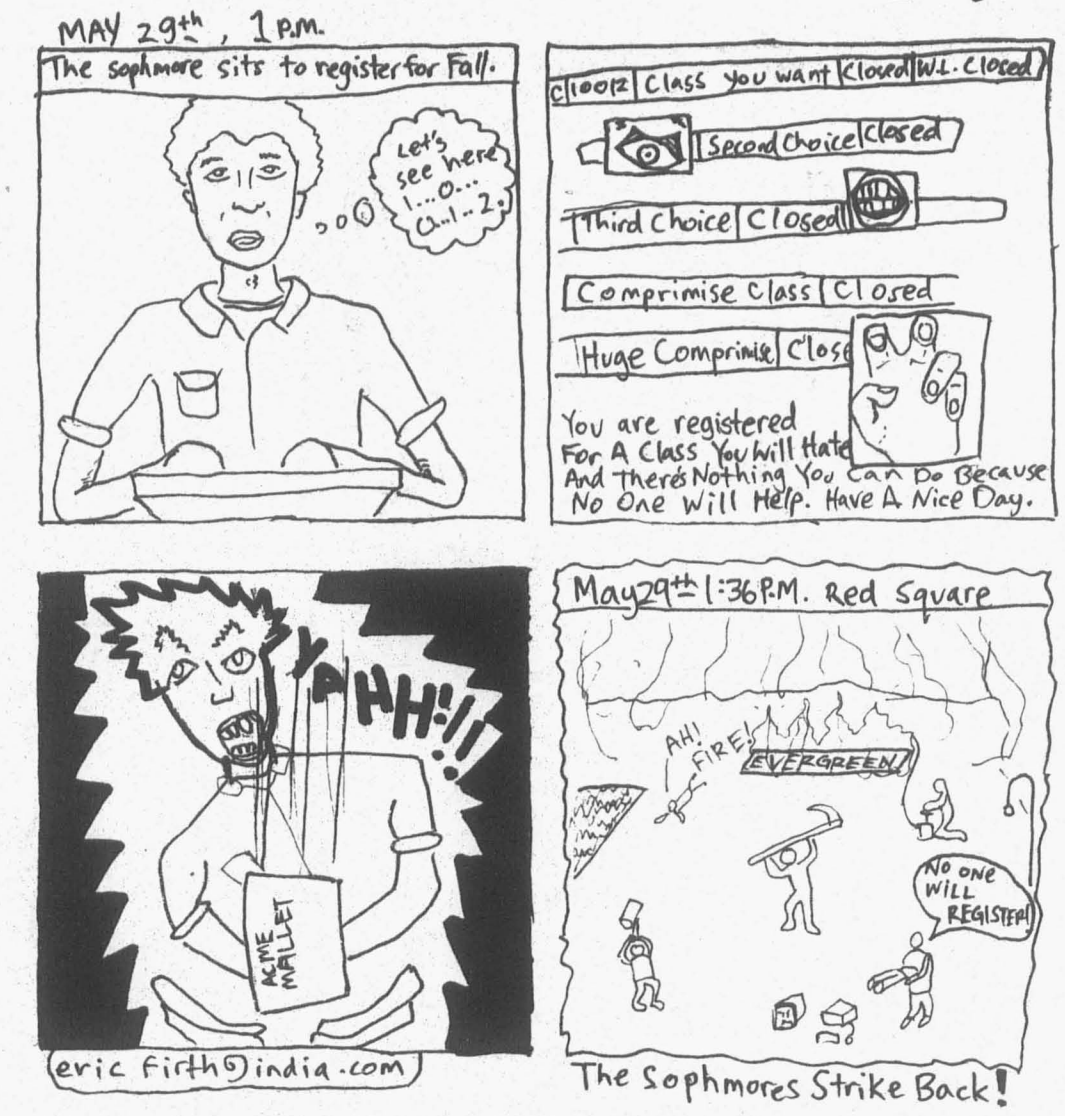 MAY 29th, 1 P.M.
The sophmore sits to register for Fall.
Let's
see here
1...0...
0..1..2.
C|10012| Class you want |Closed|W.L. Closed)
|Second Choice|Closed
|Third Choice| Closed
|Comprimise Class| Closed
|Huge Comprimise| Close
You are registered
For A Class You Will Hate
And There's Nothing You Can Do Because
No One Will Help. Have A Nice Day.
YAHH!!!
ACME
MALLET
eric firth@india.com
May 29th 1:36 P.M. Red Square
AH!
FIRE!
EVERGREEN!
NO ONE
WILL
REGISTER!
The Sophmores Strike Back!